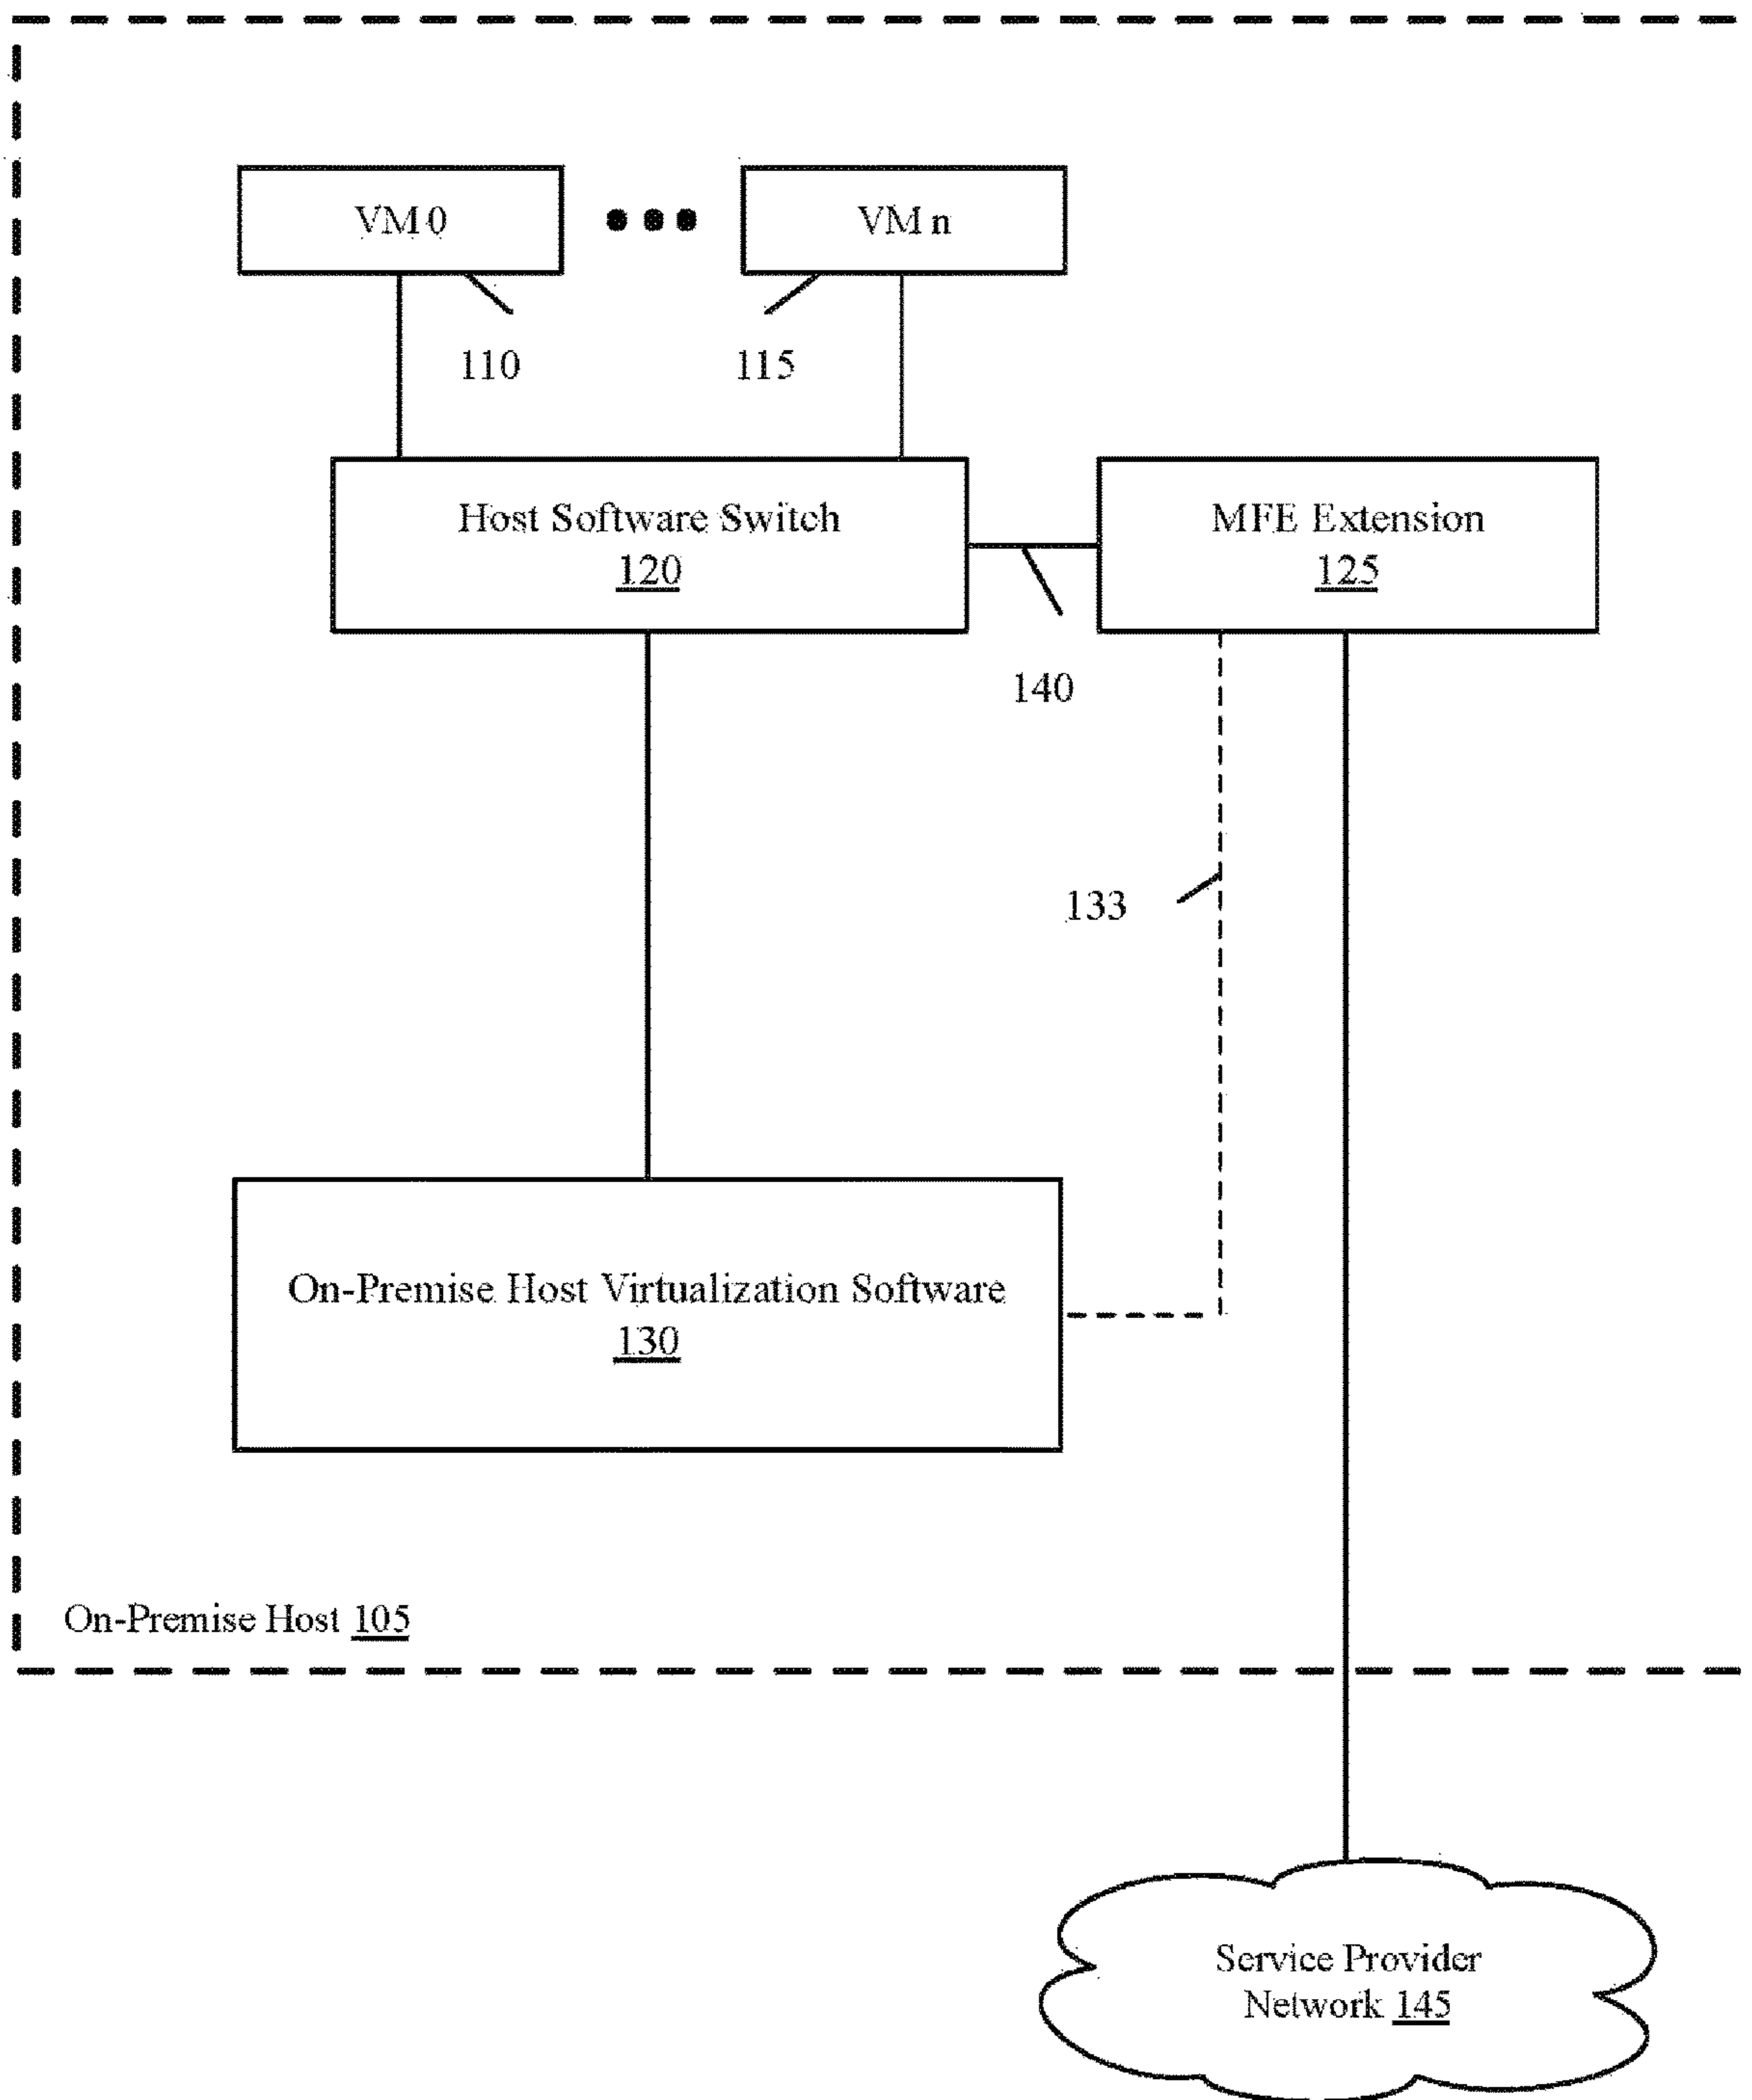 VM 0
VM n
110
115
Host Software Switch
120
MFE Extension
125
140
133
On-Premise Host Virtualization Software
130
On-Premise Host 105
Service Provider
Network 145